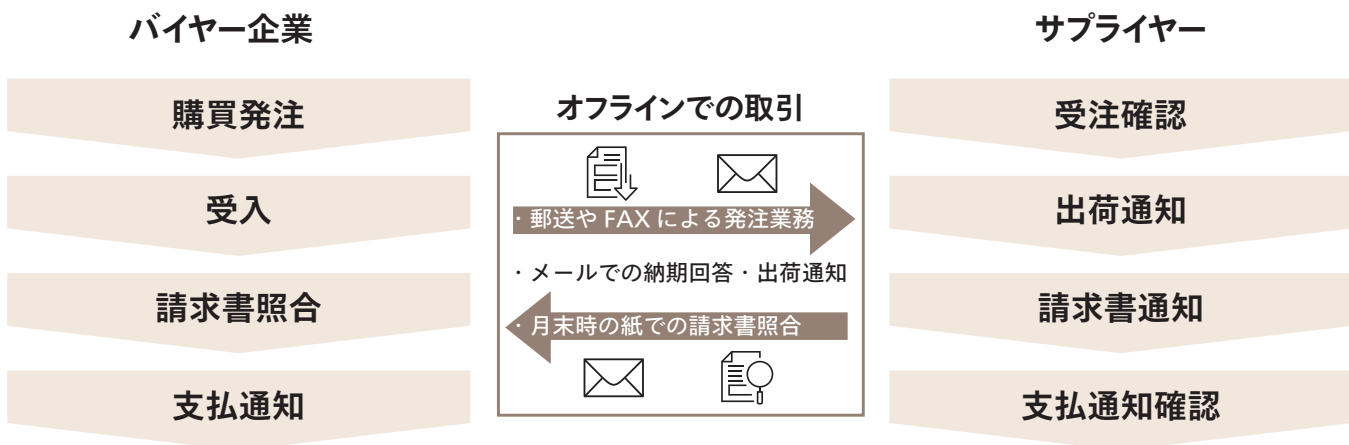 バイヤー企業
購買発注
受入
請求書照合
支払通知
オフラインでの取引
・郵送や FAX による発注業務
・メールでの納期回答・出荷通知
・月末時の紙での請求書照合
サプライヤー
受注確認
出荷通知
請求書通知
支払通知確認